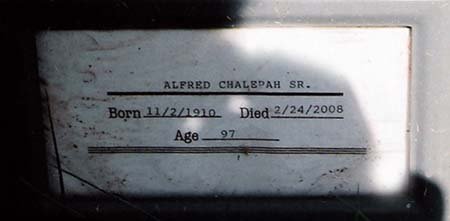 ALFRED CHALEPAH SR.
Born 11/2/1910 Died 2/24/2008
Age 97